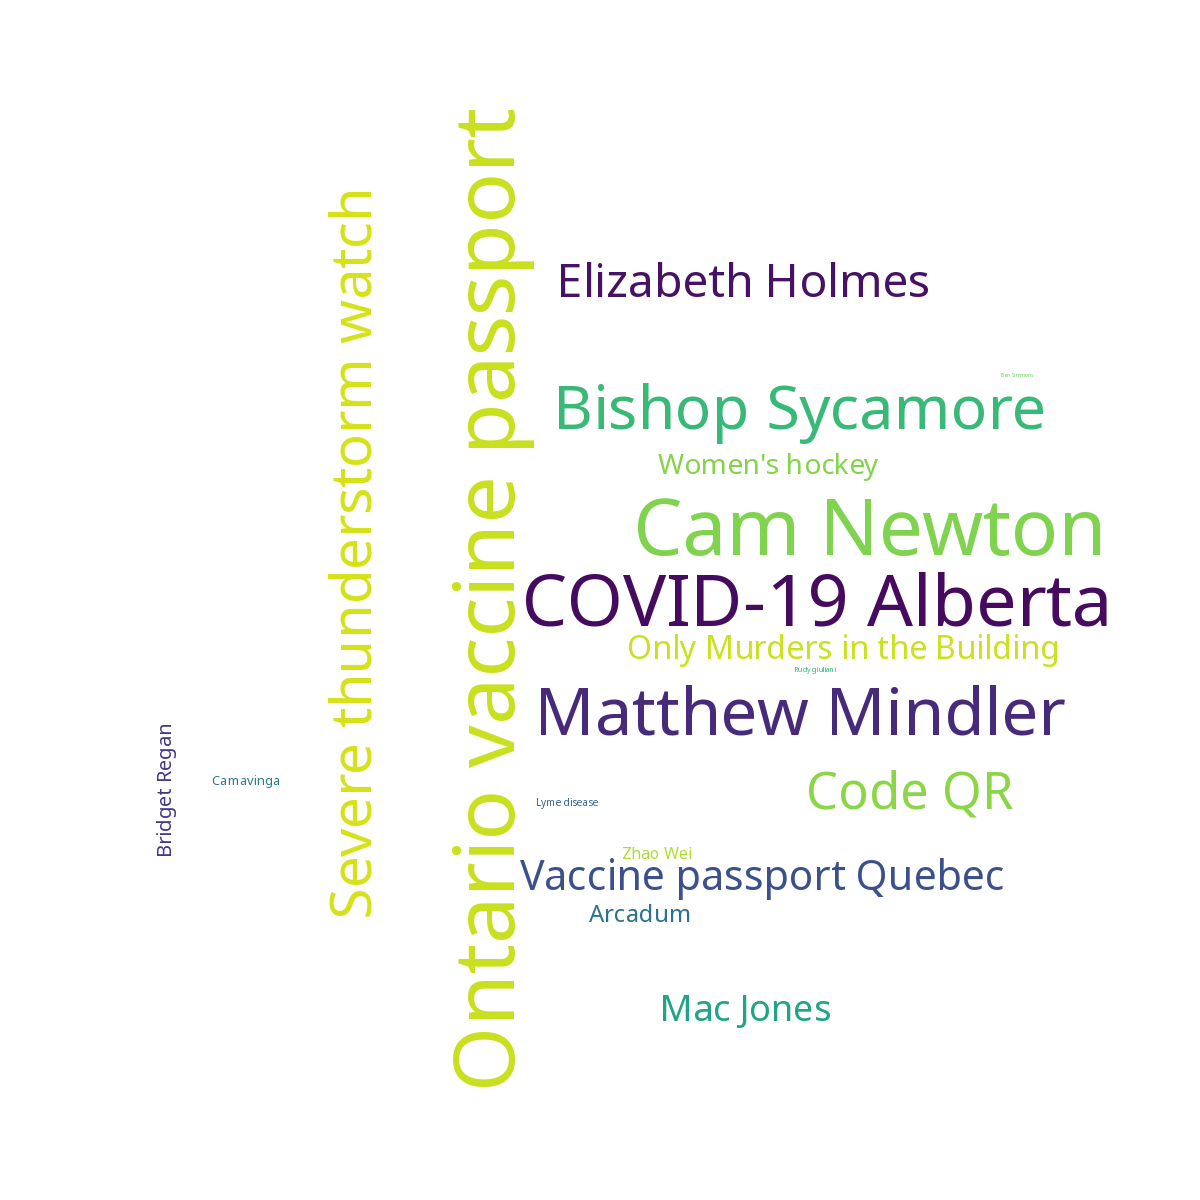 Severe thunderstorm watch
Ontario vaccine passport
Elizabeth Holmes
Ben Simmons
Bishop Sycamore
Women's hockey
Cam Newton
COVID-19 Alberta
Only Murders in the Building
Rudy giuliani
Matthew Mindler
Bridget Regan
Camavinga
Code QR
Lyme disease
Zhao Wei
Vaccine passport Quebec
Arcadum
Mac Jones